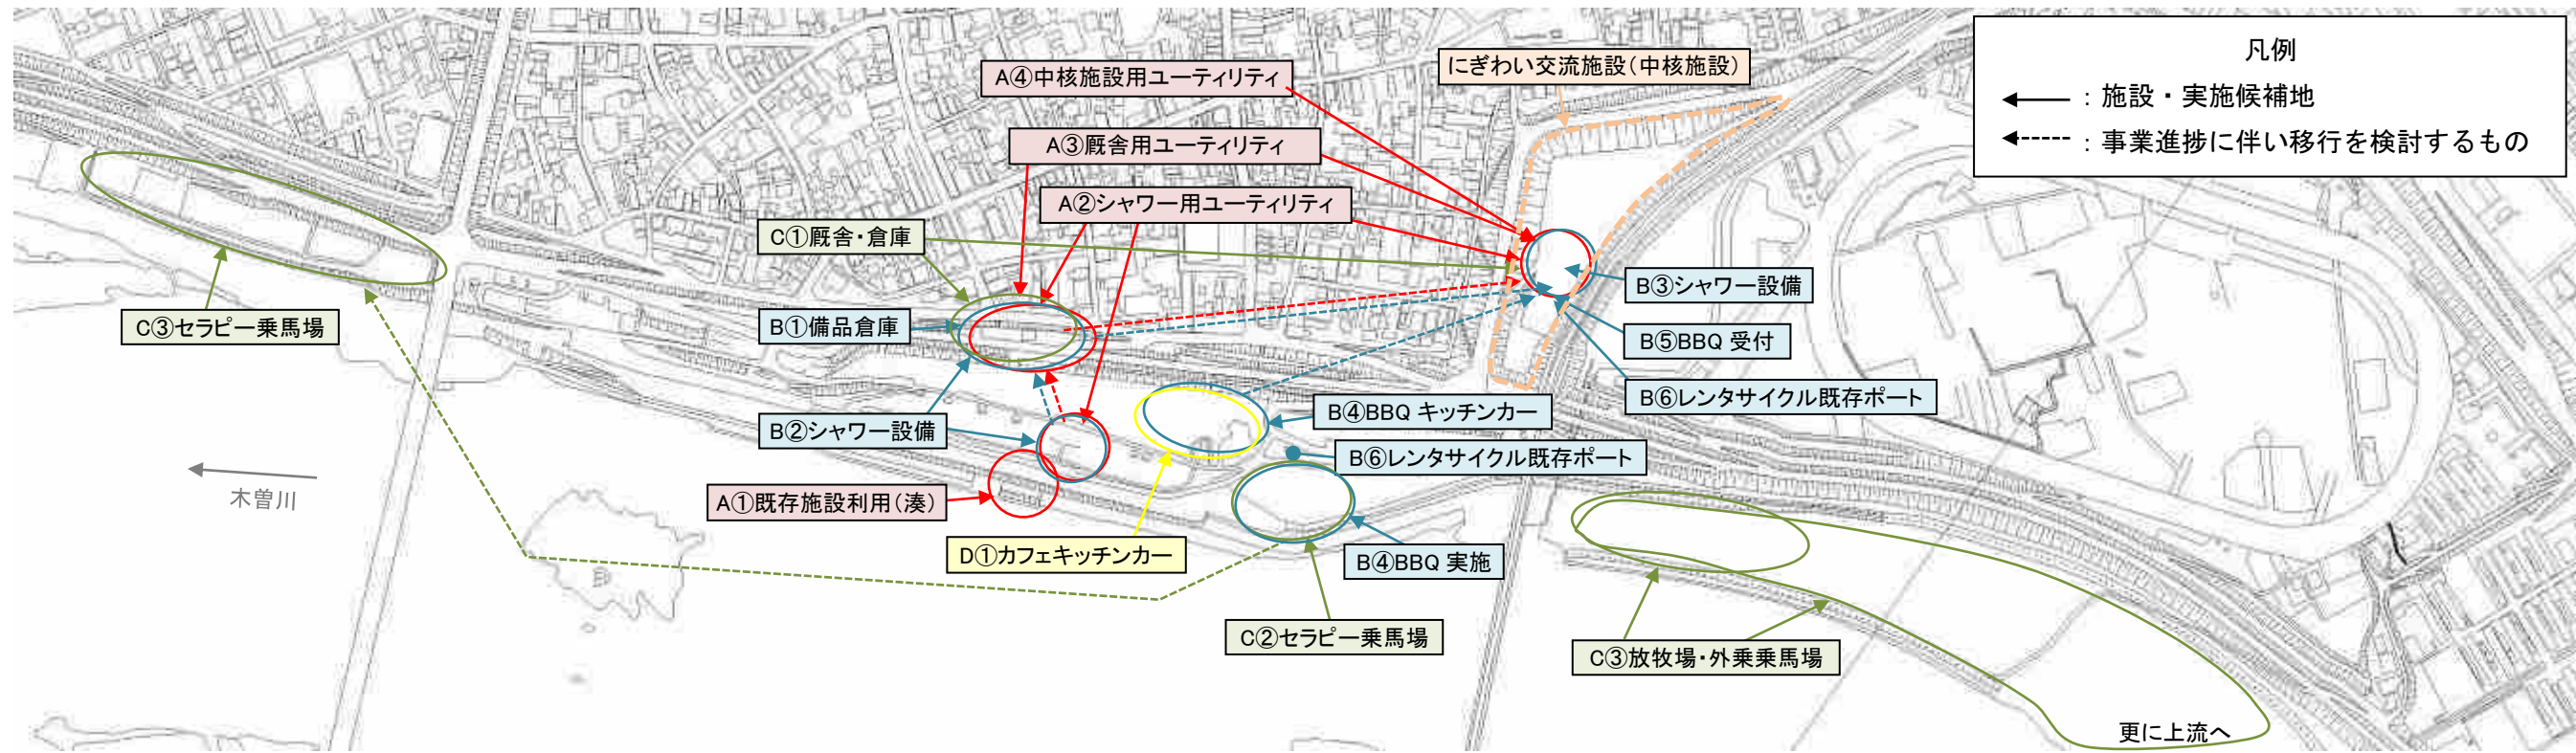 凡例
：施設・実施候補地
：事業進捗に伴い移行を検討するもの
にぎわい交流施設（中核施設）
A④中核施設用ユーティリティ
A③厩舎用ユーティリティ
A②シャワー用ユーティリティ
C①厩舎・倉庫
B③シャワー設備
C③セラピー乗馬場
B①備品倉庫
B⑤BBQ 受付
B⑥レンタサイクル既存ポート
B④BBQ キッチンカー
B②シャワー設備
B⑥レンタサイクル既存ポート
木曽川
A①既存施設利用（湊）
D①カフェキッチンカー
B④BBQ 実施
C②セラピー乗馬場
C③放牧場・外乗乗馬場
更に上流へ